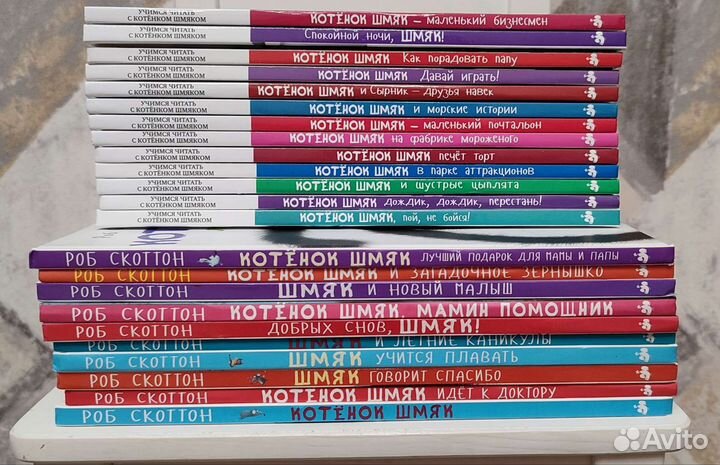 УЧИМСЯ ЧИТАТЬ С КОТЁНКОМ ШМЯКОМ КОТЁНОК ШМЯК – маленький бизнесмен
УЧИМСЯ ЧИТАТЬ С КОТЁНКОМ ШМЯКОМ Спокойной ночи, ШМЯК!
УЧИМСЯ ЧИТАТЬ С КОТЁНКОМ ШМЯКОМ КОТЁНОК ШМЯК Как порадовать папу
УЧИМСЯ ЧИТАТЬ С КОТЁНКОМ ШМЯКОМ КОТЁНОК ШМЯК Давай играть!
УЧИМСЯ ЧИТАТЬ С КОТЁНКОМ ШМЯКОМ КОТЁНОК ШМЯК и Сырник – друзья навек
УЧИМСЯ ЧИТАТЬ С КОТЁНКОМ ШМЯКОМ КОТЁНОК ШМЯК и морские истории
УЧИМСЯ ЧИТАТЬ С КОТЁНКОМ ШМЯКОМ КОТЁНОК ШМЯК – маленький почтальон
УЧИМСЯ ЧИТАТЬ С КОТЁНКОМ ШМЯКОМ КОТЁНОК ШМЯК на фабрике мороженого
УЧИМСЯ ЧИТАТЬ С КОТЁНКОМ ШМЯКОМ КОТЁНОК ШМЯК печёт торт
УЧИМСЯ ЧИТАТЬ С КОТЁНКОМ ШМЯКОМ КОТЁНОК ШМЯК в парке аттракционов
УЧИМСЯ ЧИТАТЬ С КОТЁНКОМ ШМЯКОМ КОТЁНОК ШМЯК и шустрые цыплята
УЧИМСЯ ЧИТАТЬ С КОТЁНКОМ ШМЯКОМ КОТЁНОК ШМЯК Дождик, дождик, перестань!
УЧИМСЯ ЧИТАТЬ С КОТЁНКОМ ШМЯКОМ КОТЁНОК ШМЯК, пой, не бойся!
РОБ СКОТТОН КОТЁНОК ШМЯК ЛУЧШИЙ ПОДАРОК ДЛЯ МАМЫ И ПАПЫ
РОБ СКОТТОН КОТЁНОК ШМЯК И ЗАГАДОЧНОЕ ЗЁРНЫШКО
РОБ СКОТТОН ШМЯК И НОВЫЙ МАЛЫШ
РОБ СКОТТОН КОТЁНОК ШМЯК, МАМИН ПОМОЩНИК
РОБ СКОТТОН ДОБРЫХ СНОВ, ШМЯК!
РОБ СКОТТОН ШМЯК И ЛЕТНИЕ КАНИКУЛЫ
РОБ СКОТТОН ШМЯК УЧИТСЯ ПЛАВАТЬ
РОБ СКОТТОН ШМЯК ГОВОРИТ СПАСИБО
РОБ СКОТТОН КОТЁНОК ШМЯК ИДЁТ К ДОКТОРУ
РОБ СКОТТОН КОТЁНОК ШМЯК
Avito